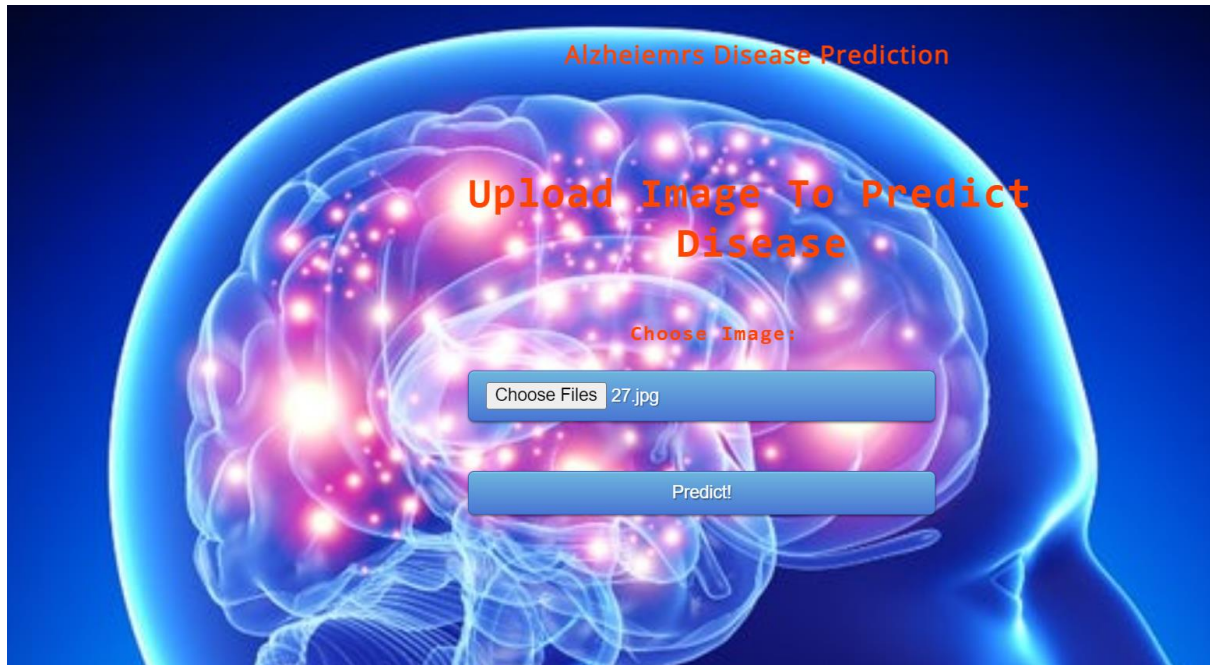 Alzheiemrs Disease Prediction
Upload Image To Predict
Disease
Choose Image:
Choose Files 27.jpg
Predict!